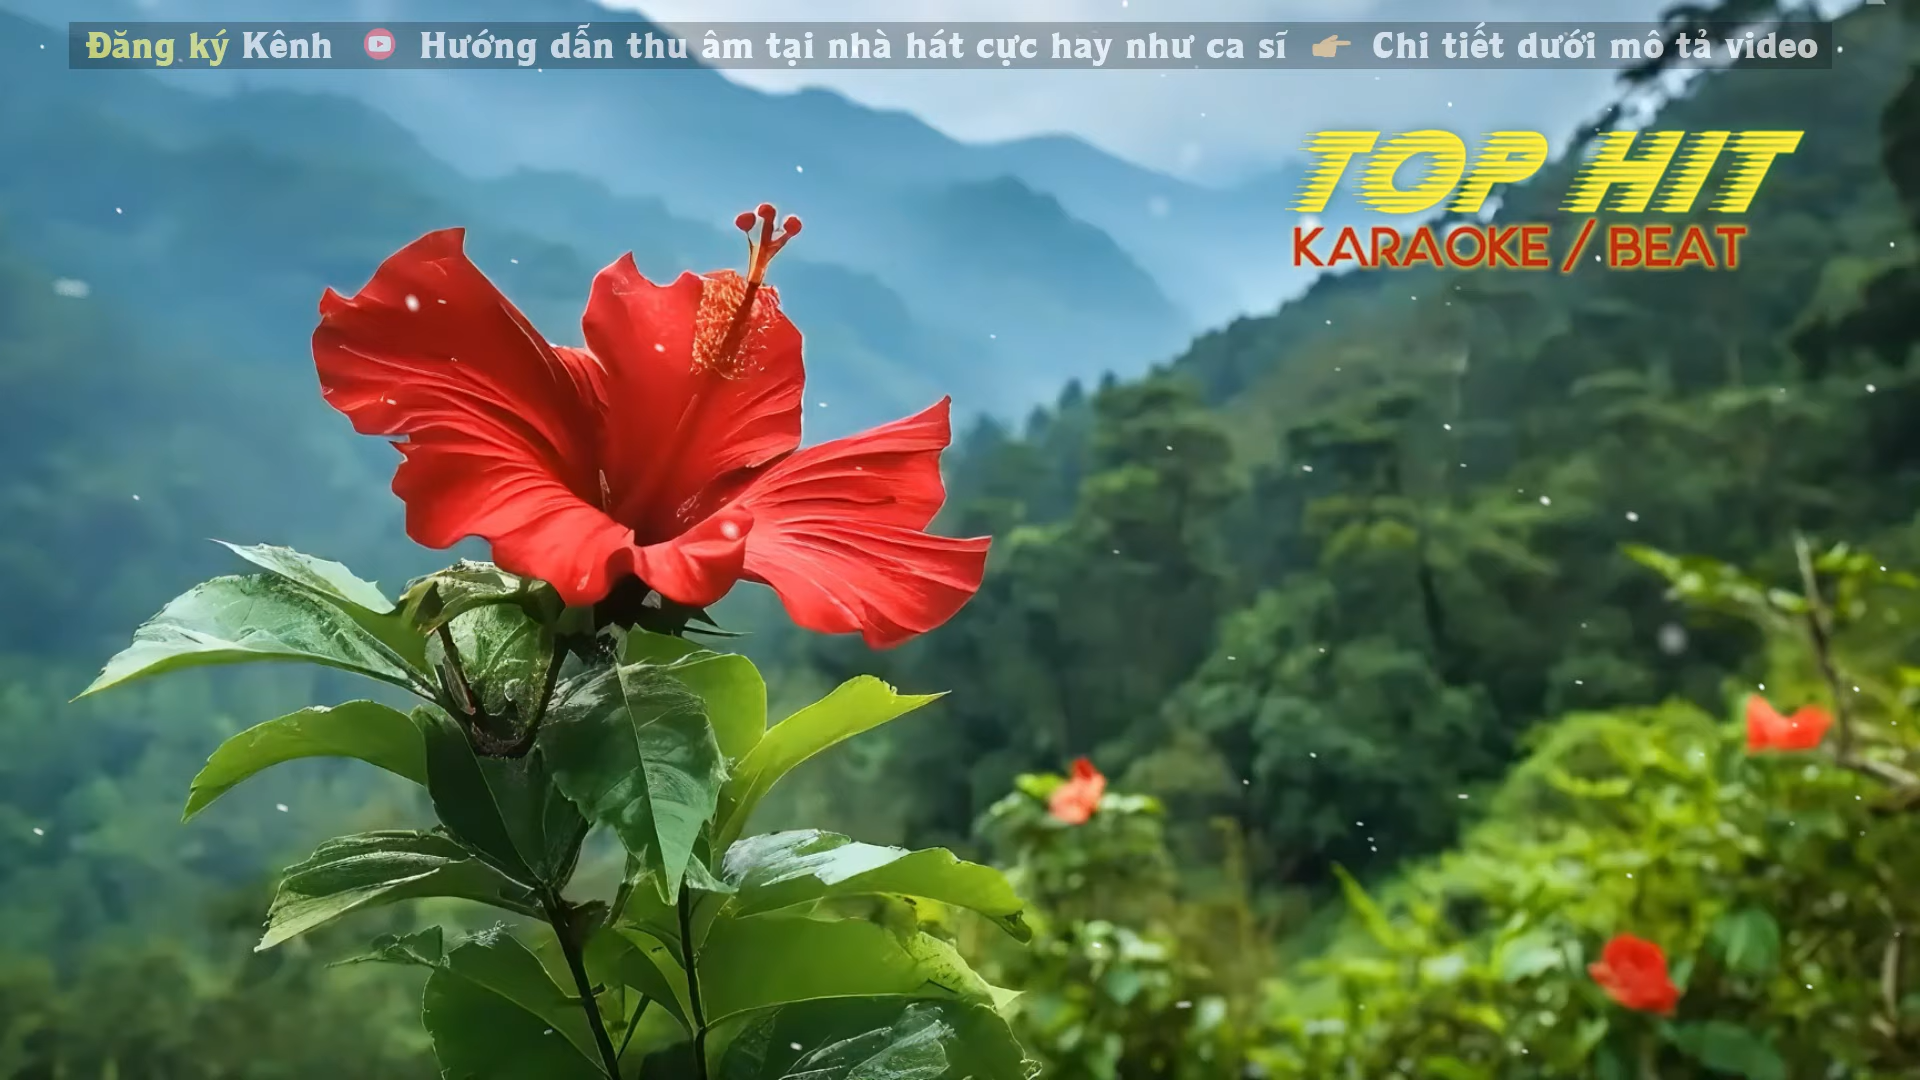 Đăng ký Kênh Hướng dẫn thu âm tại nhà hát cực hay như ca sĩ 👉 Chi tiết dưới mô tả video
TOP HIT
KARAOKE / BEAT